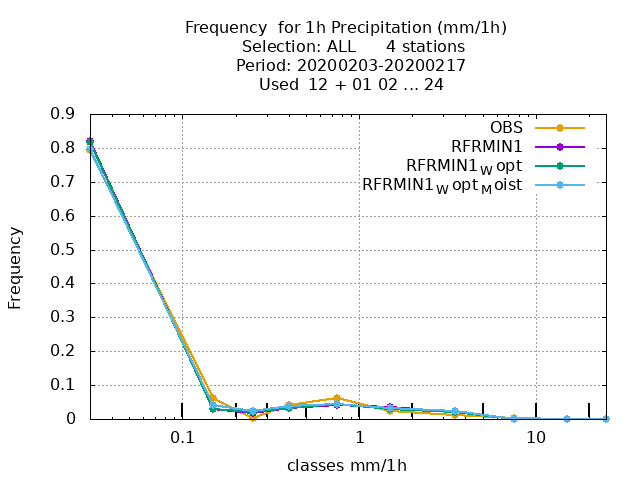 Frequency  for 1h Precipitation (mm/1h)
Selection: ALL      4 stations
Period: 20200203-20200217
Used  12 + 01 02 ... 24
0.9
0.8
0.7
0.6
0.5
0.4
0.3
0.2
0.1
0
Frequency
OBS
RFRMIN1
RFRMIN1Wopt
RFRMIN1WoptMoist
0.1 1 10
classes mm/1h